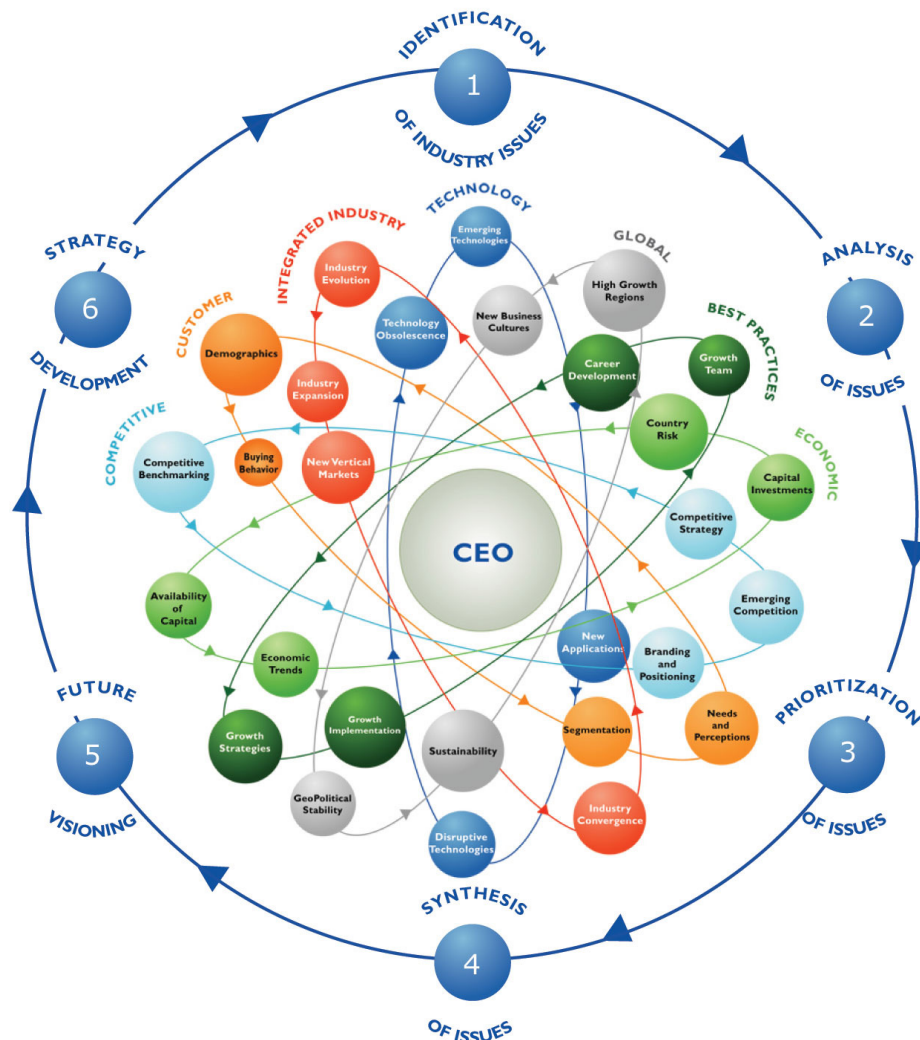 IDENTIFICATION
1
OF INDUSTRY ISSUES
ANALYSIS
2
OF ISSUES
PRIORITIZATION
3
OF ISSUES
SYNTHESIS
4
OF ISSUES
FUTURE
5
VISIONING
STRATEGY
6
DEVELOPMENT
TECHNOLOGY
Emerging
Technologies
Technology
Obsolescence
New
Applications
Disruptive
Technologies
INTEGRATED INDUSTRY
Industry
Evolution
Industry
Expansion
New Vertical
Markets
Industry
Convergence
GLOBAL
High Growth
Regions
New Business
Cultures
Sustainability
GeoPolitical
Stability
CUSTOMER
Demographics
Buying
Behavior
Segmentation
Needs
and
Perceptions
BEST PRACTICES
Career
Development
Growth
Team
Growth
Strategies
Growth
Implementation
COMPETITIVE
Competitive
Benchmarking
Competitive
Strategy
Emerging
Competition
Branding
and
Positioning
ECONOMIC
Country
Risk
Capital
Investments
Availability
of
Capital
Economic
Trends
CEO